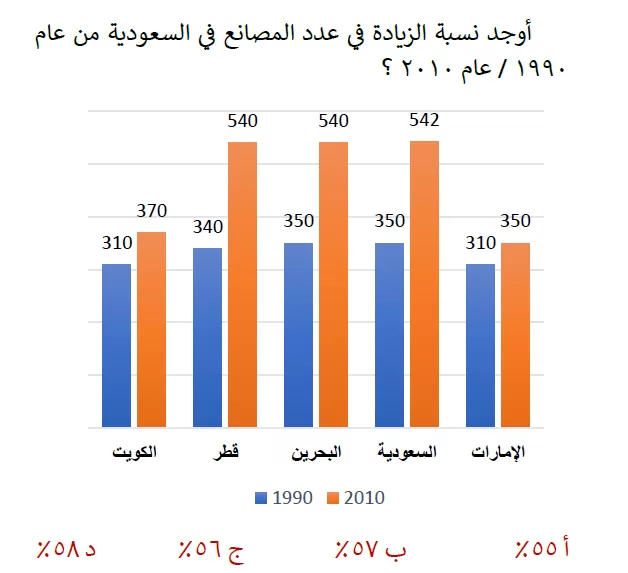 أوجد نسبة الزيادة في عدد المصانع في السعودية من عام
١٩٩٠ / عام ٢٠١٠ ؟
310 370 340 540 350 540 350 542 310 350
الكويت قطر البحرين السعودية الإمارات
1990 2010
أ ٥٥٪ ب ٥٧٪ ج ٥٦٪ د ٥٨٪